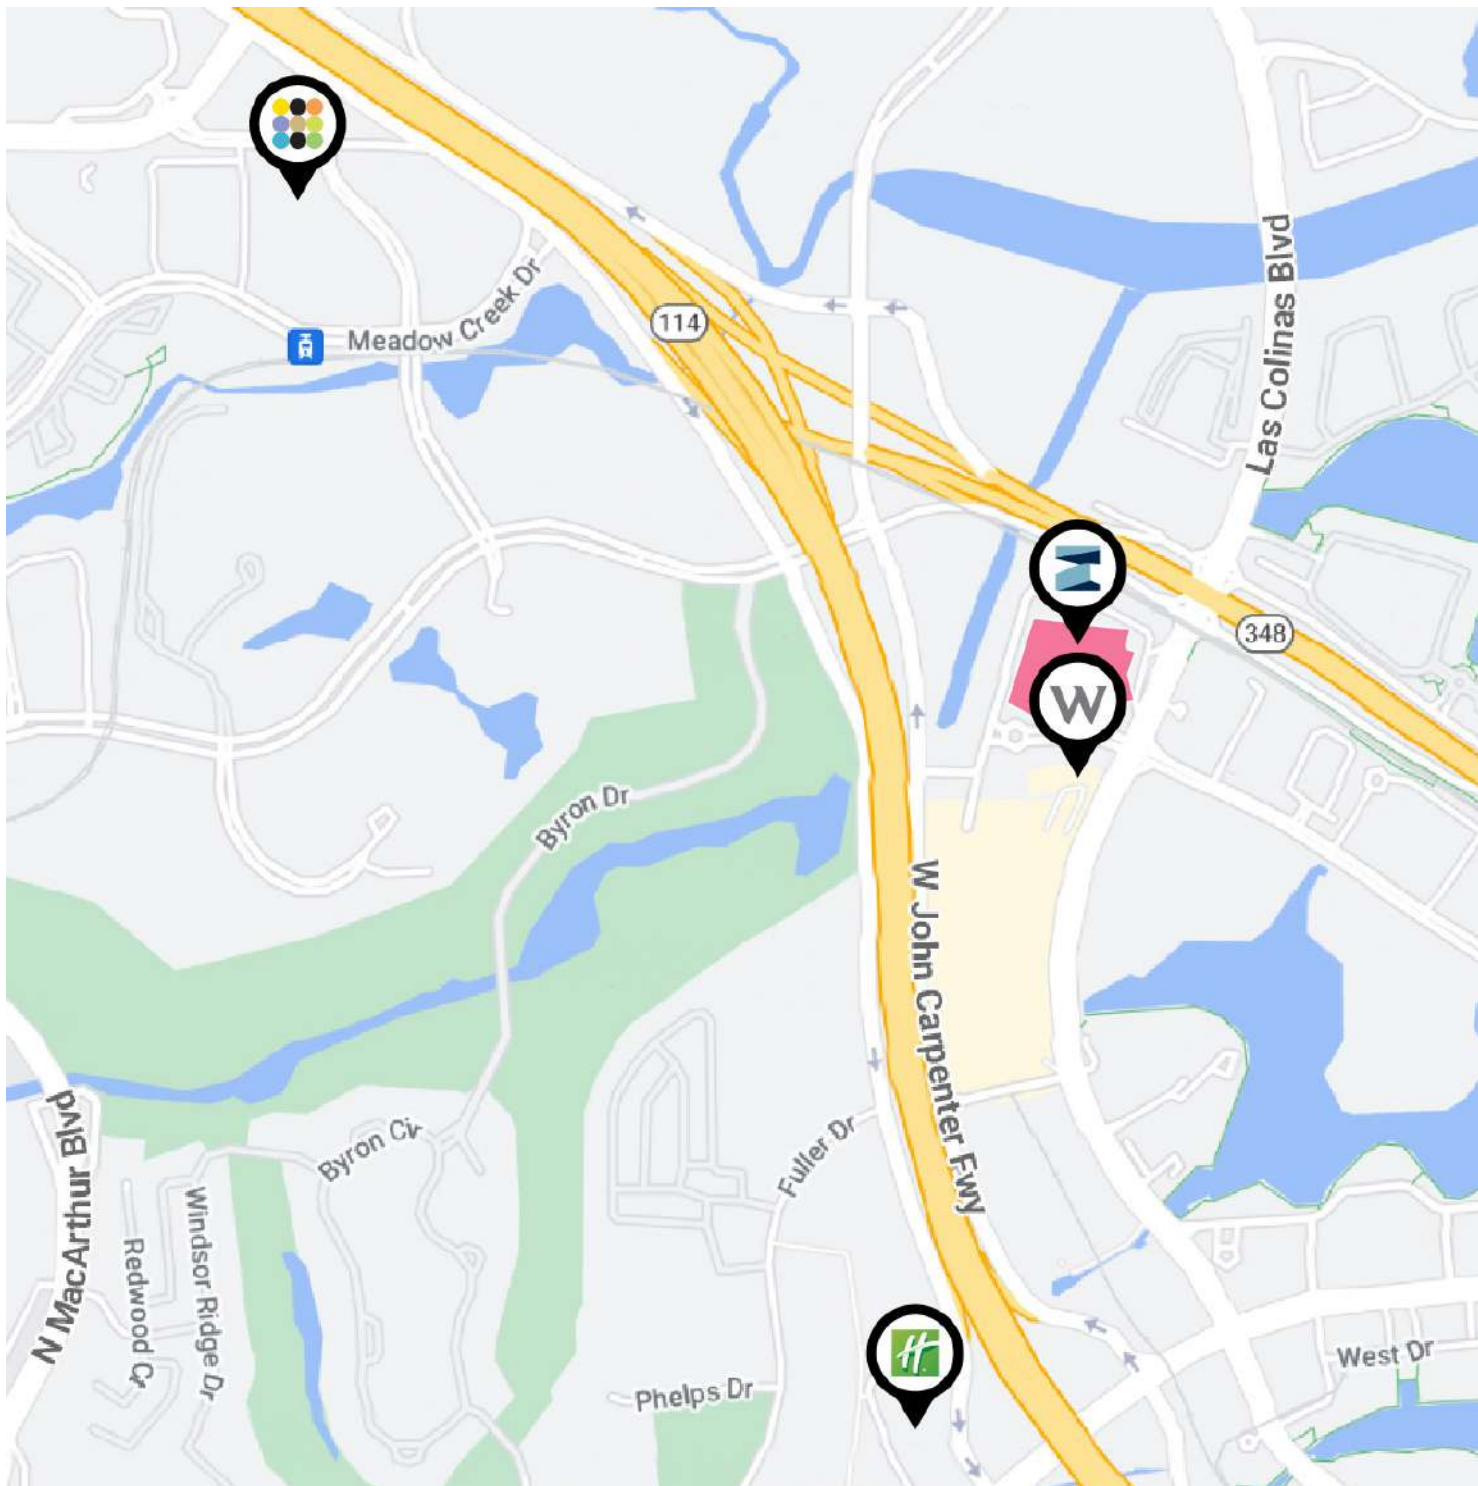 Las Colinas Blvd
Meadow Creek Dr
114
348
W
Byron Dr
W John Carpenter Fwy
N MacArthur Blvd
Byron Cir
Fuller Dr
Windsor Ridge Dr
Redwood Cr
H
West Dr
Phelps Dr